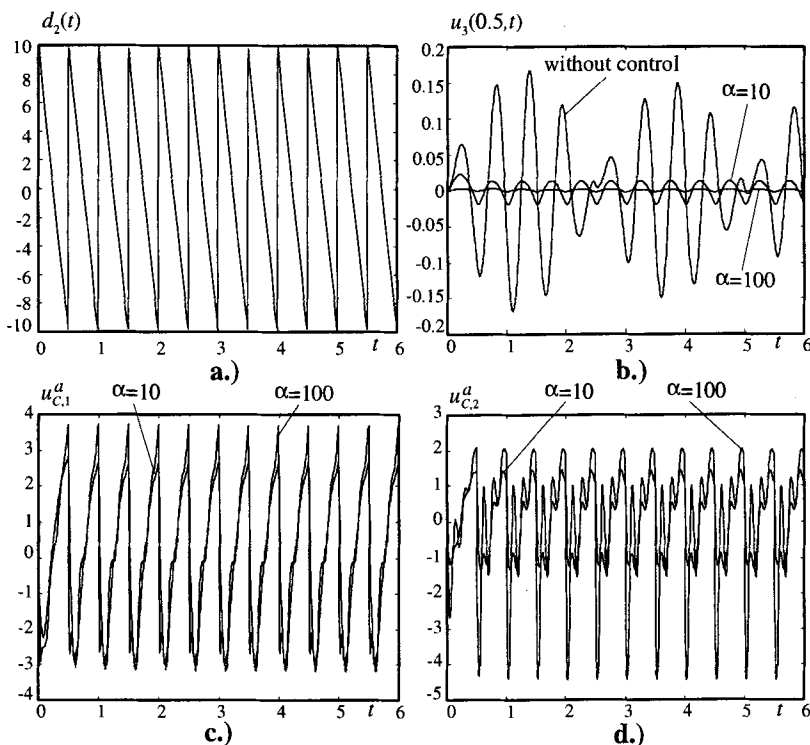 d₂(t)
10
8
6
4
2
0
-2
-4
-6
-8
-10
0 1 2 3 4 5 t 6
a.)
u₃(0.5,t)
0.2
0.15
0.1
0.05
0
-0.05
-0.1
-0.15
-0.2
without control
α=10
α=100
0 1 2 3 4 5 t 6
b.)
uᵃC,1
α=10
α=100
4
3
2
1
0
-1
-2
-3
-4
0 1 2 3 4 5 t 6
c.)
uᵃC,2
α=10
α=100
3
2
1
0
-1
-2
-3
-4
-5
0 1 2 3 4 5 t 6
d.)